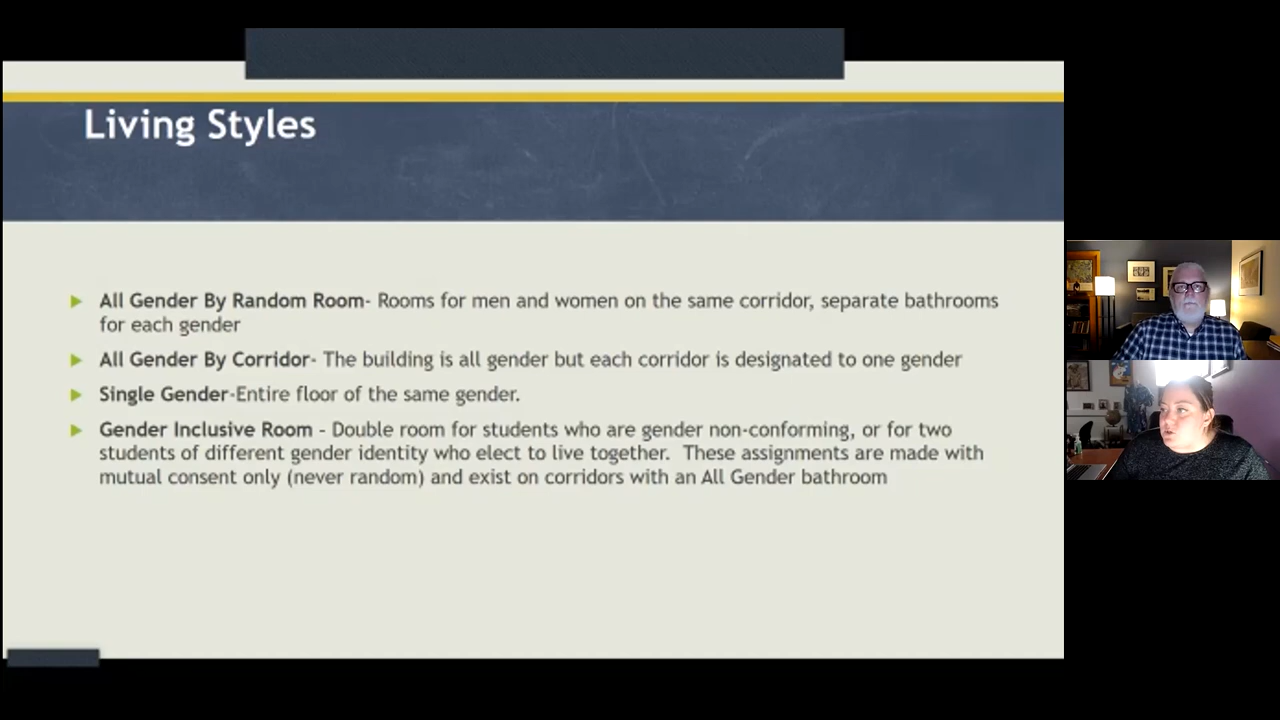 Living Styles
All Gender By Random Room- Rooms for men and women on the same corridor, separate bathrooms
for each gender
All Gender By Corridor- The building is all gender but each corridor is designated to one gender
Single Gender-Entire floor of the same gender.
Gender Inclusive Room - Double room for students who are gender non-conforming, or for two
students of different gender identity who elect to live together.  These assignments are made with
mutual consent only (never random) and exist on corridors with an All Gender bathroom